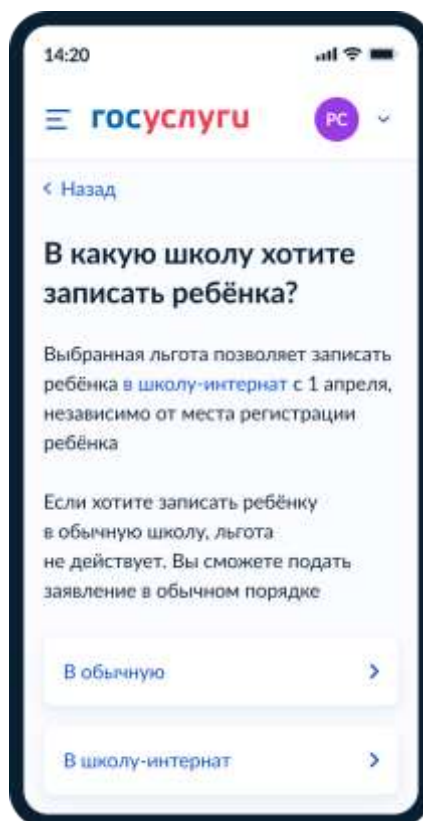 14:20
госуслуги
РС
Назад
В какую школу хотите
записать ребёнка?
Выбранная льгота позволяет записать
ребёнка в школу-интернат с 1 апреля,
независимо от места регистрации
ребёнка
Если хотите записать ребёнку
в обычную школу, льгота
не действует. Вы сможете подать
заявление в обычном порядке
В обычную
В школу-интернат